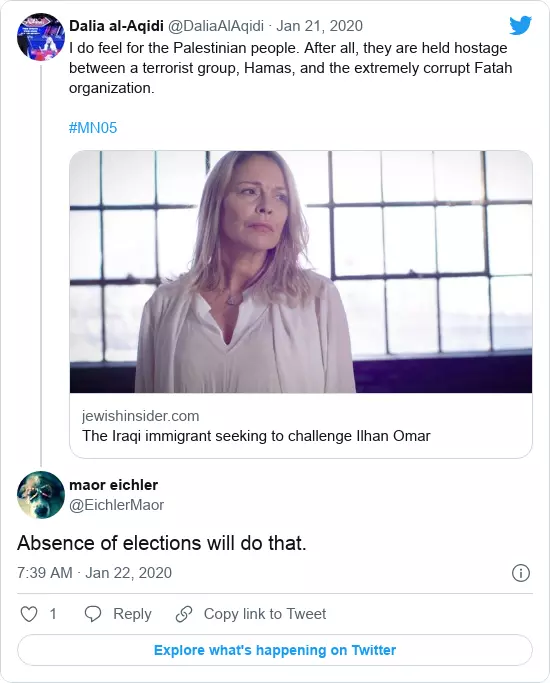 Dalia al-Aqidi @DaliaAlAqidi · Jan 21, 2020
I do feel for the Palestinian people. After all, they are held hostage
between a terrorist group, Hamas, and the extremely corrupt Fatah
organization.
#MN05
jewishinsider.com
The Iraqi immigrant seeking to challenge Ilhan Omar
maor eichler
@EichlerMaor
Absence of elections will do that.
7:39 AM · Jan 22, 2020
1 Reply Copy link to Tweet
Explore what's happening on Twitter